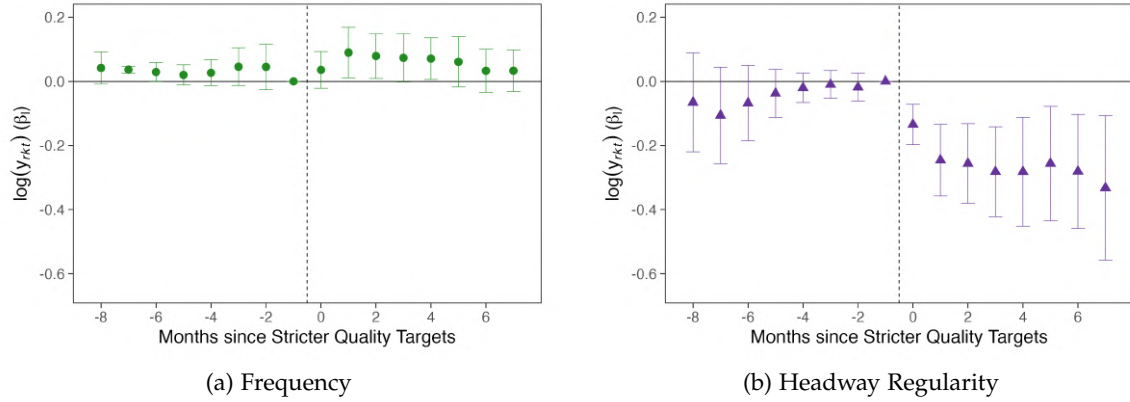 0.2
0.0
-0.2
-0.4
-0.6
log(y_rkt) (β_l)
-8 -6 -4 -2 0 2 4 6
Months since Stricter Quality Targets
(a) Frequency
0.2
0.0
-0.2
-0.4
-0.6
log(y_rkt) (β_l)
-8 -6 -4 -2 0 2 4 6
Months since Stricter Quality Targets
(b) Headway Regularity